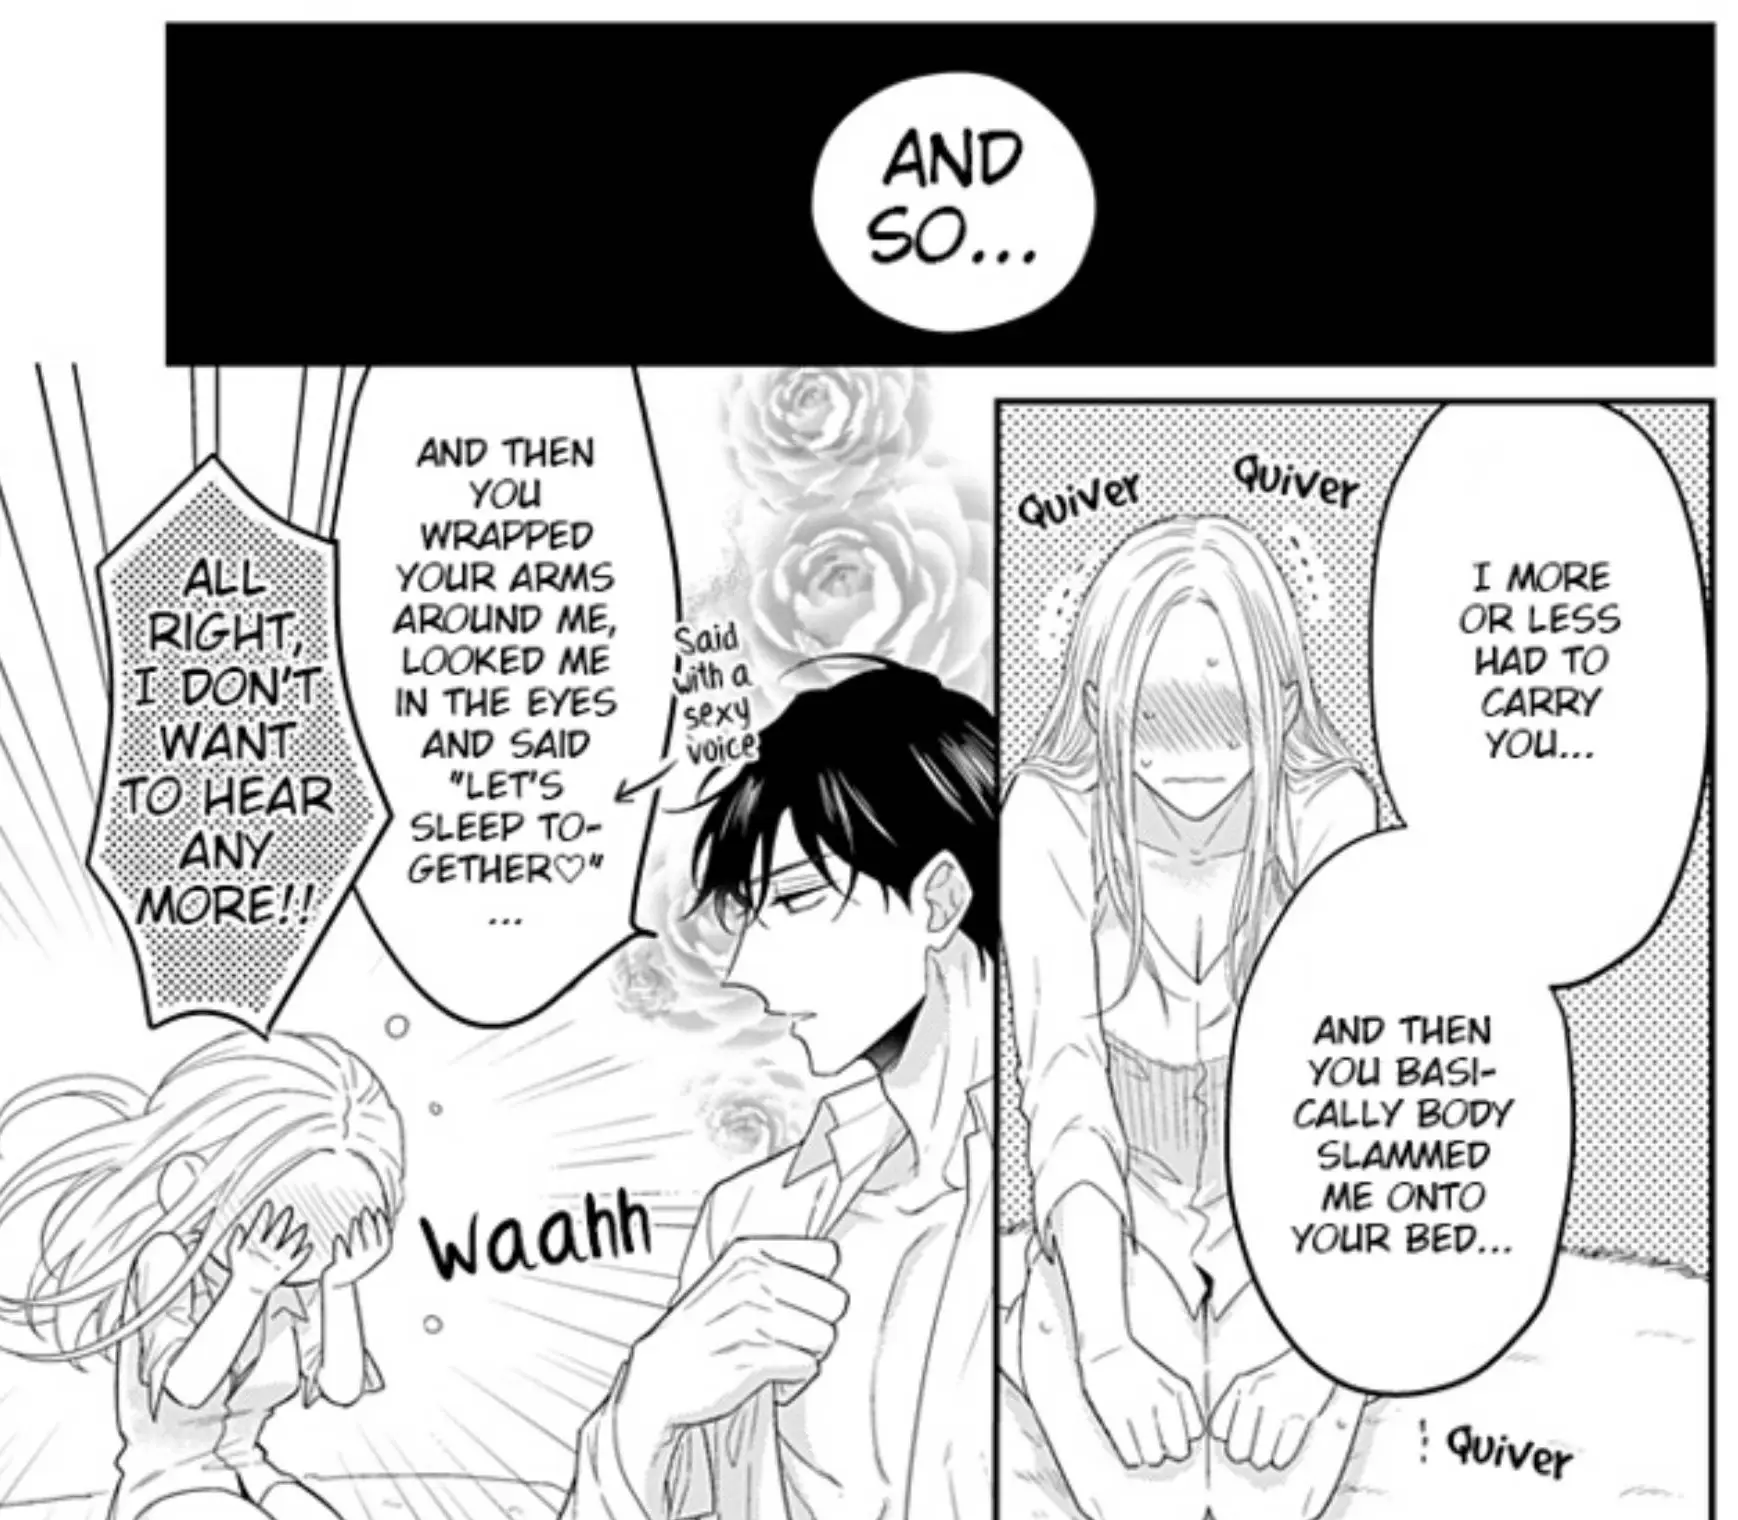 AND
SO...
QUIVER
QUIVER
I MORE
OR LESS
HAD TO
CARRY
YOU...
AND THEN
YOU BASI-
CALLY BODY
SLAMMED
ME ONTO
YOUR BED...
QUIVER
AND THEN
YOU
WRAPPED
YOUR ARMS
AROUND ME,
LOOKED ME
IN THE EYES
AND SAID
"LET'S
SLEEP TO-
GETHER♡"
...
Said
with a
sexy
voice
ALL
RIGHT,
I DON'T
WANT
TO HEAR
ANY
MORE!!
Waahh